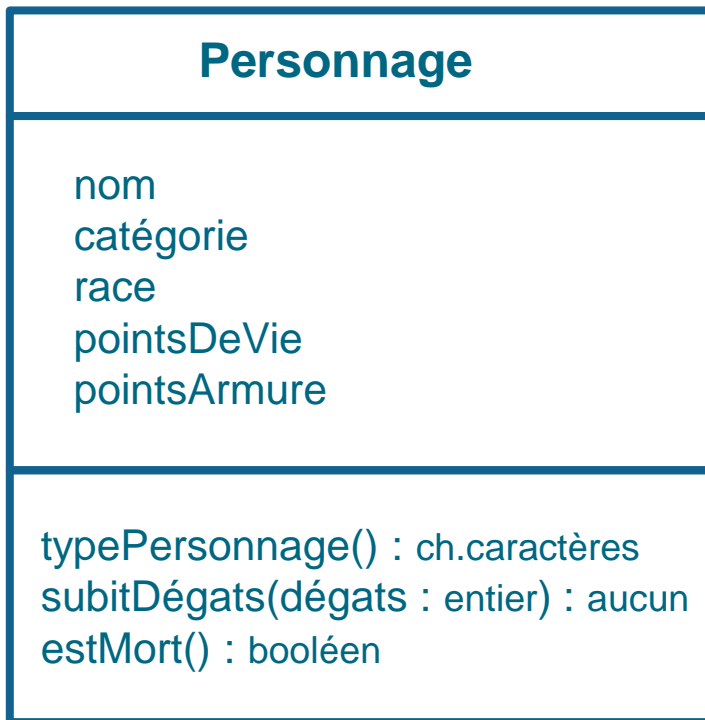 Personnage
nom
catégorie
race
pointsDeVie
pointsArmure
typePersonnage() : ch.caractères
subitDégats(dégats : entier) : aucun
estMort() : booléen